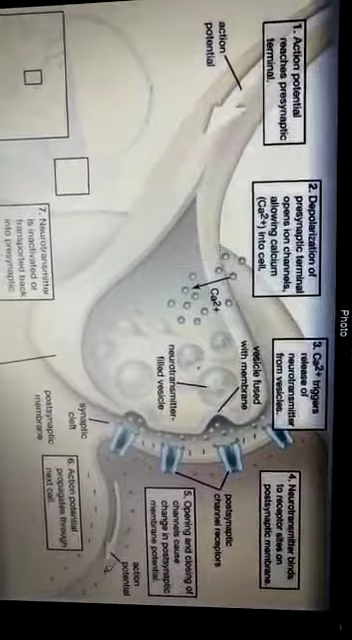 Photo
1. Action potential
reaches presynaptic
terminal.
action
potential
2. Depolarization of
presynaptic terminal
opens ion channels,
allowing calcium
(Ca2+) into cell.
Ca2+
3. Ca2+ triggers
release of
neurotransmitter
from vesicles.
vesicle fused
with membrane
neurotransmitter-
filled vesicle
4. Neurotransmitter binds
to receptor sites on
postsynaptic membrane.
postsynaptic
channel receptors
5. Opening and closing of
channels cause
change in postsynaptic
membrane potential.
synaptic
cleft
postsynaptic
membrane
6. Action potential
propagates through
next cell.
action
potential
7. Neurotransmitter
is inactivated or
transported back
into presynaptic